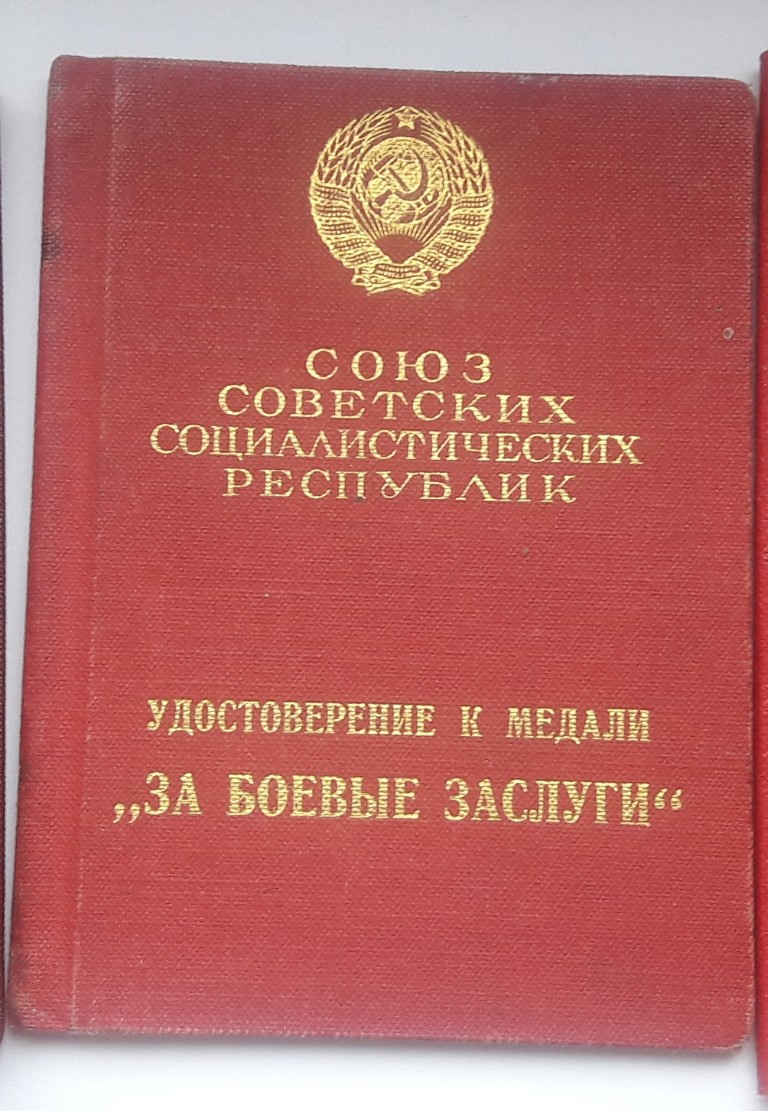 СОЮЗ
СОВЕТСКИХ
СОЦИАЛИСТИЧЕСКИХ
РЕСПУБЛИК
УДОСТОВЕРЕНИЕ К МЕДАЛИ
„ЗА БОЕВЫЕ ЗАСЛУГИ“